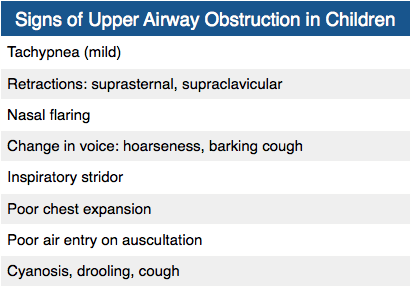 Signs of Upper Airway Obstruction in Children
Tachypnea (mild)
Retractions: suprasternal, supraclavicular
Nasal flaring
Change in voice: hoarseness, barking cough
Inspiratory stridor
Poor chest expansion
Poor air entry on auscultation
Cyanosis, drooling, cough